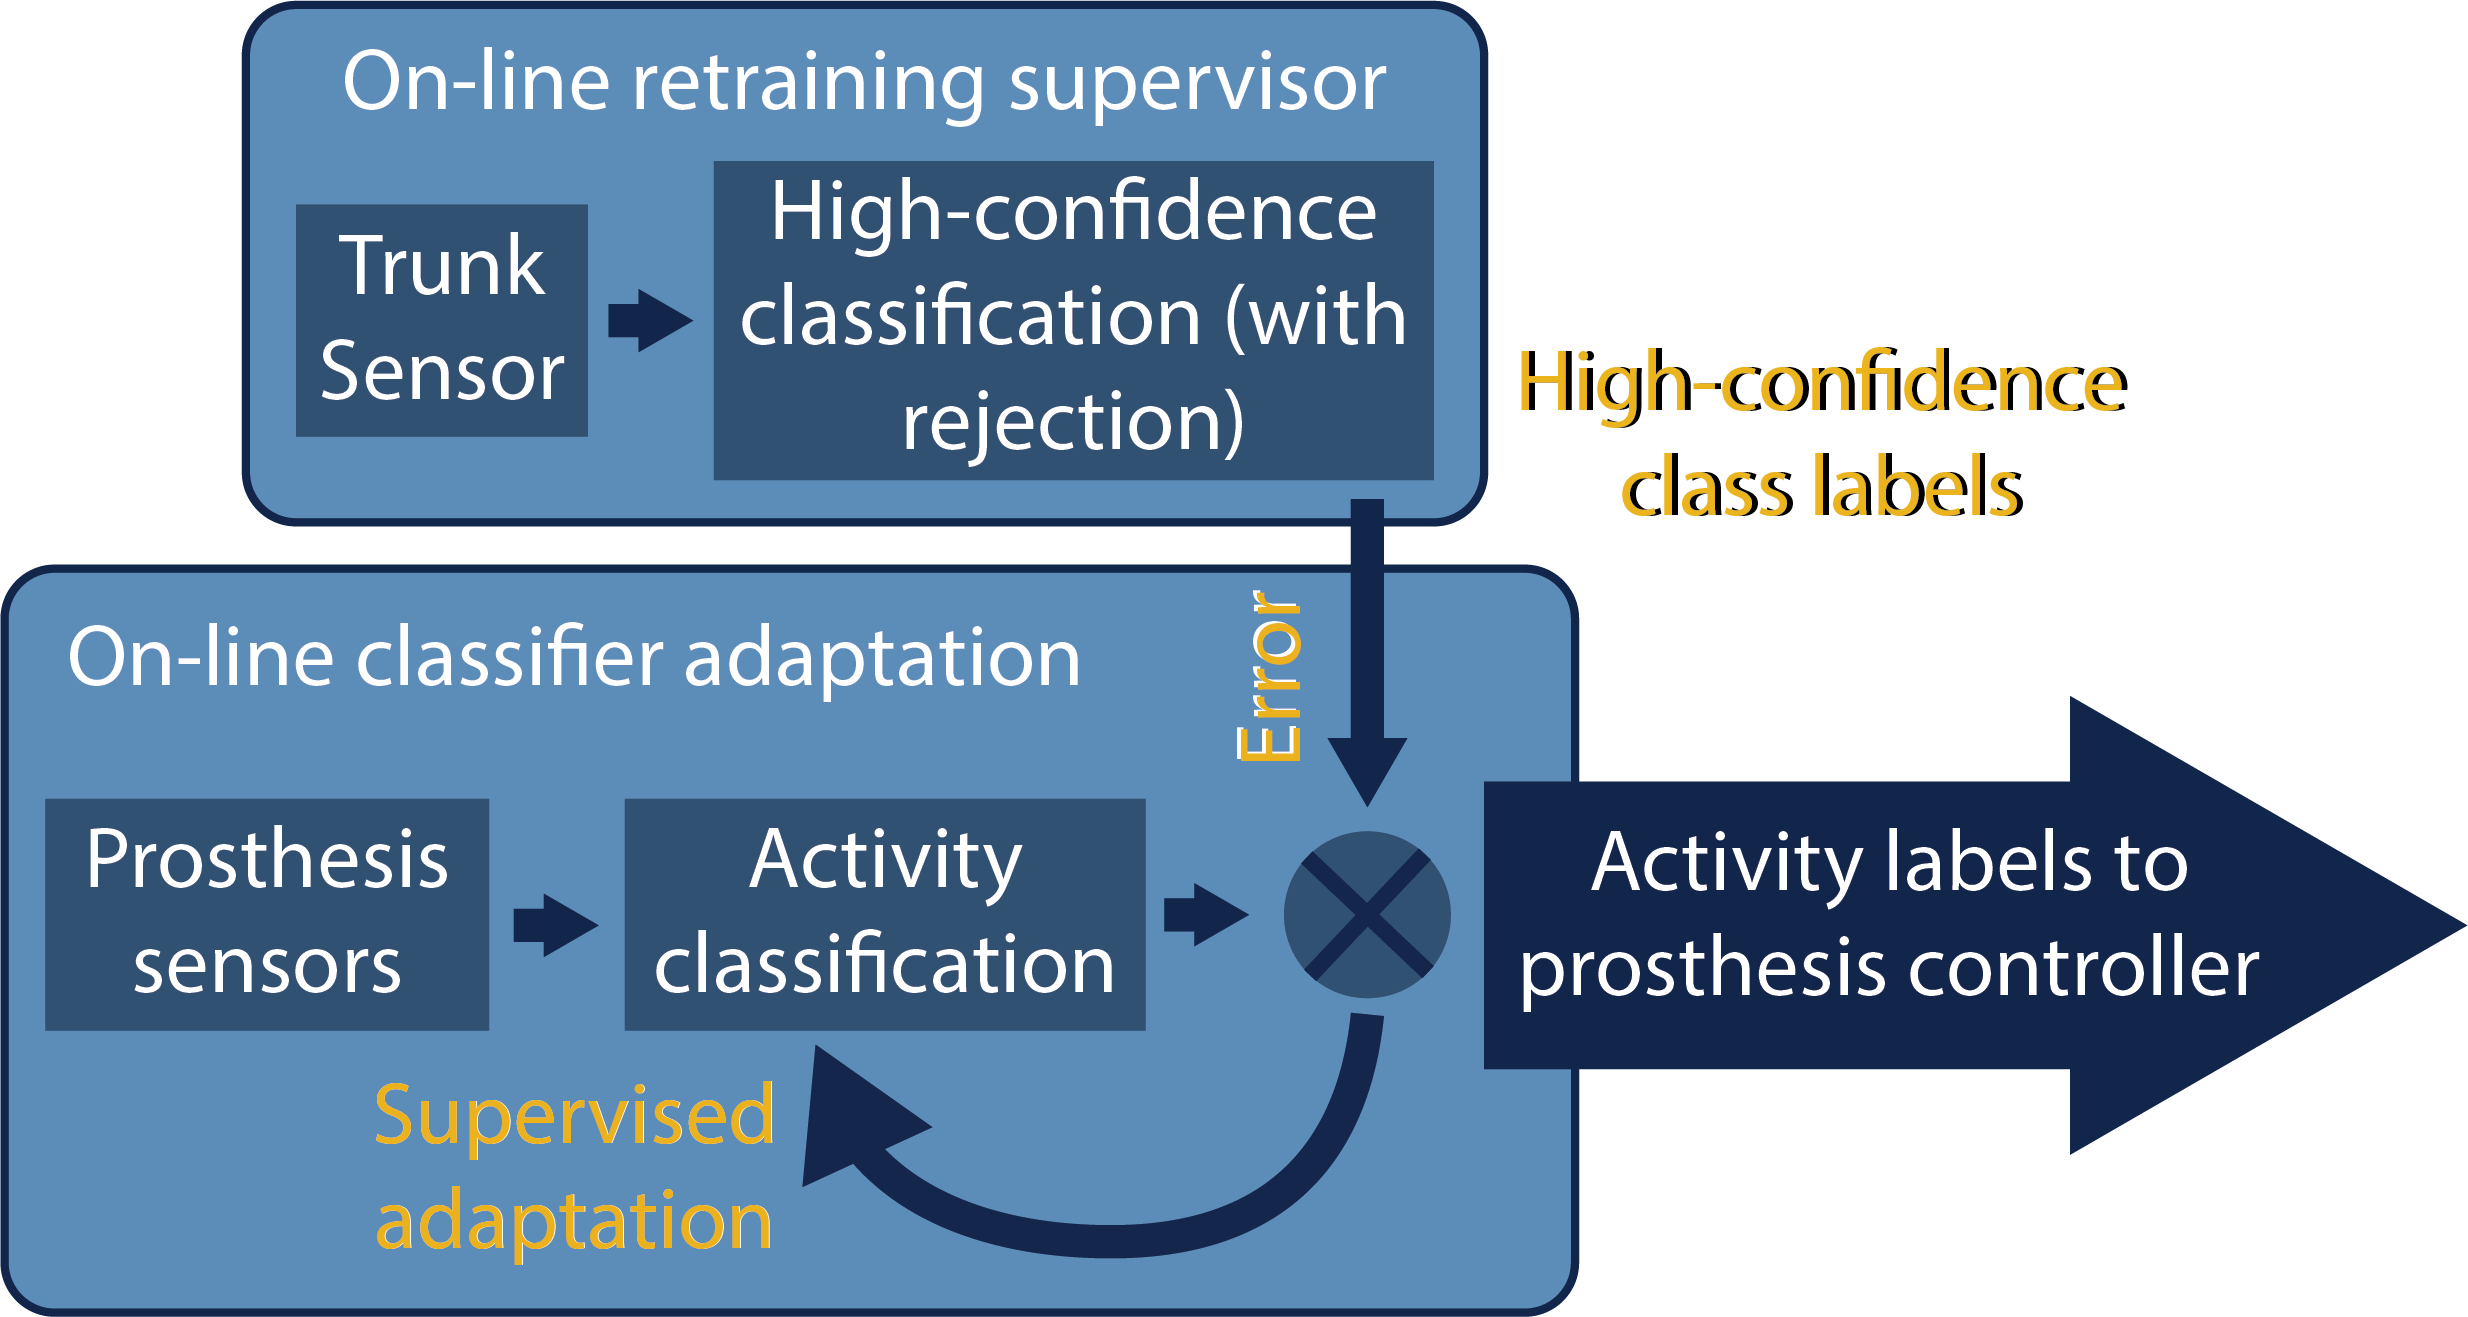 On-line retraining supervisor
Trunk
Sensor
High-confidence
classification (with
rejection)
High-confidence
class labels
On-line classifier adaptation
Error
Prosthesis
sensors
Activity
classification
Activity labels to
prosthesis controller
Supervised
adaptation